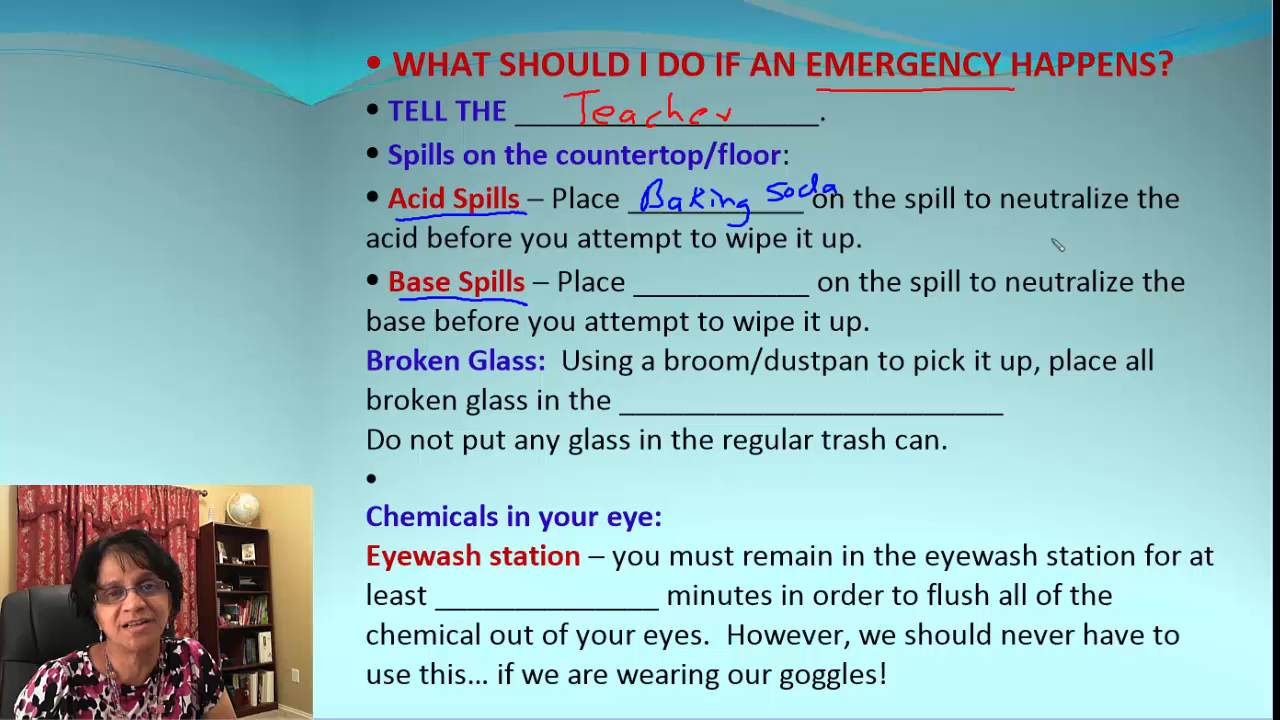 • WHAT SHOULD I DO IF AN EMERGENCY HAPPENS?
• TELL THE ___Teacher___.
• Spills on the countertop/floor:
• Acid Spills – Place _Baking soda_ on the spill to neutralize the
acid before you attempt to wipe it up.
• Base Spills – Place ___________ on the spill to neutralize the
base before you attempt to wipe it up.
Broken Glass: Using a broom/dustpan to pick it up, place all
broken glass in the ________________________
Do not put any glass in the regular trash can.
•
Chemicals in your eye:
Eyewash station – you must remain in the eyewash station for at
least ______________ minutes in order to flush all of the
chemical out of your eyes. However, we should never have to
use this... if we are wearing our goggles!